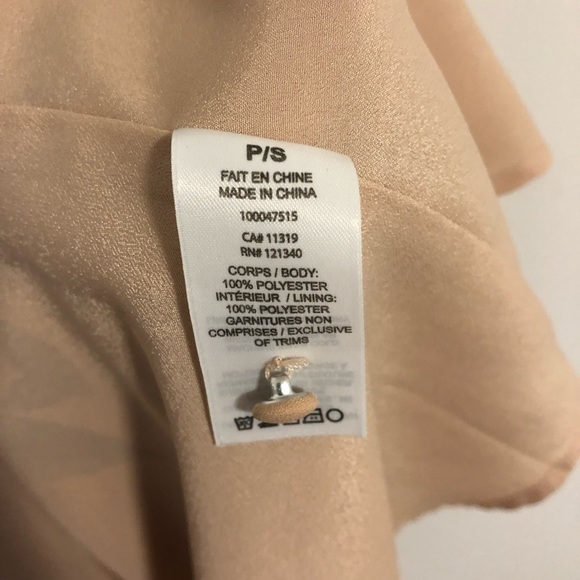 P/S
FAIT EN CHINE
MADE IN CHINA
100047515
CA# 11319
RN# 121340
CORPS / BODY:
100% POLYESTER
INTÉRIEUR / LINING:
100% POLYESTER
GARNITURES NON
COMPRISES / EXCLUSIVE
OF TRIMS